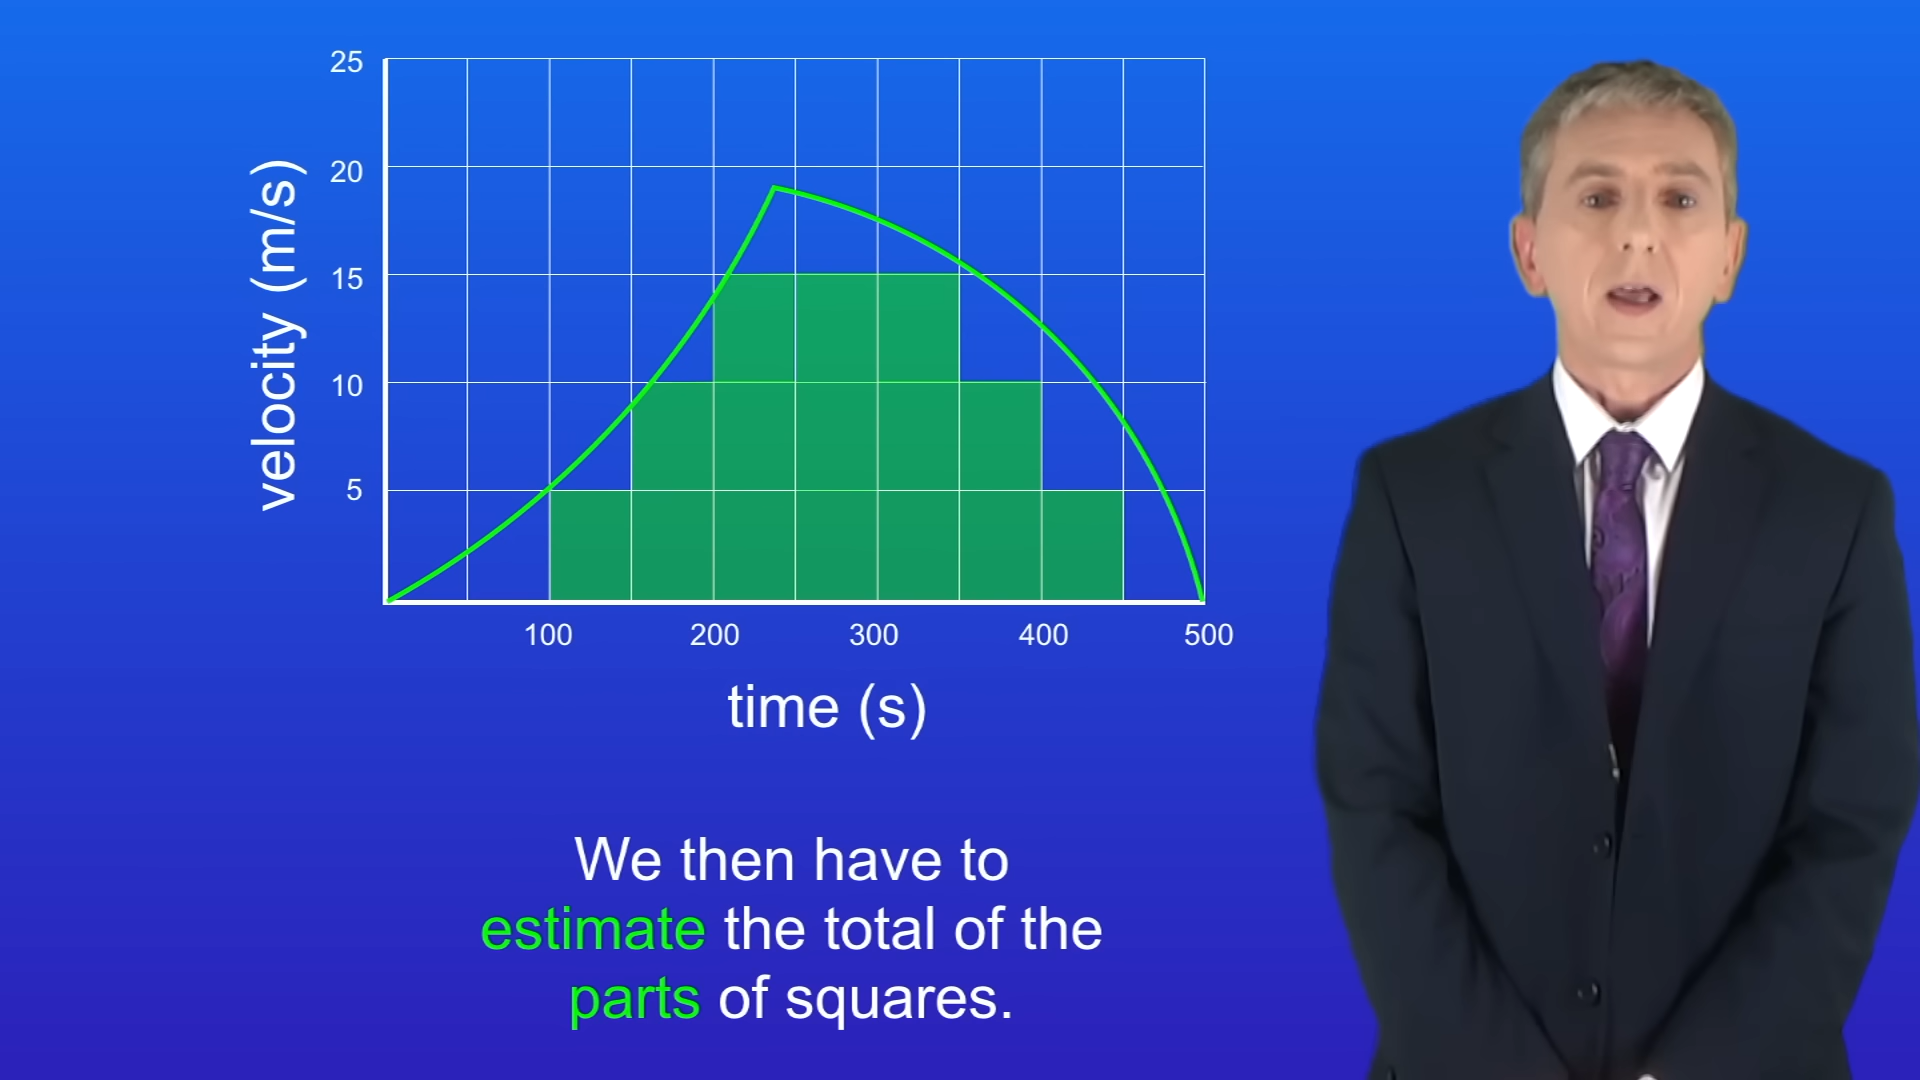 25
20
15
10
5
velocity (m/s)
100 200 300 400 500
time (s)
We then have to
estimate the total of the
parts of squares.